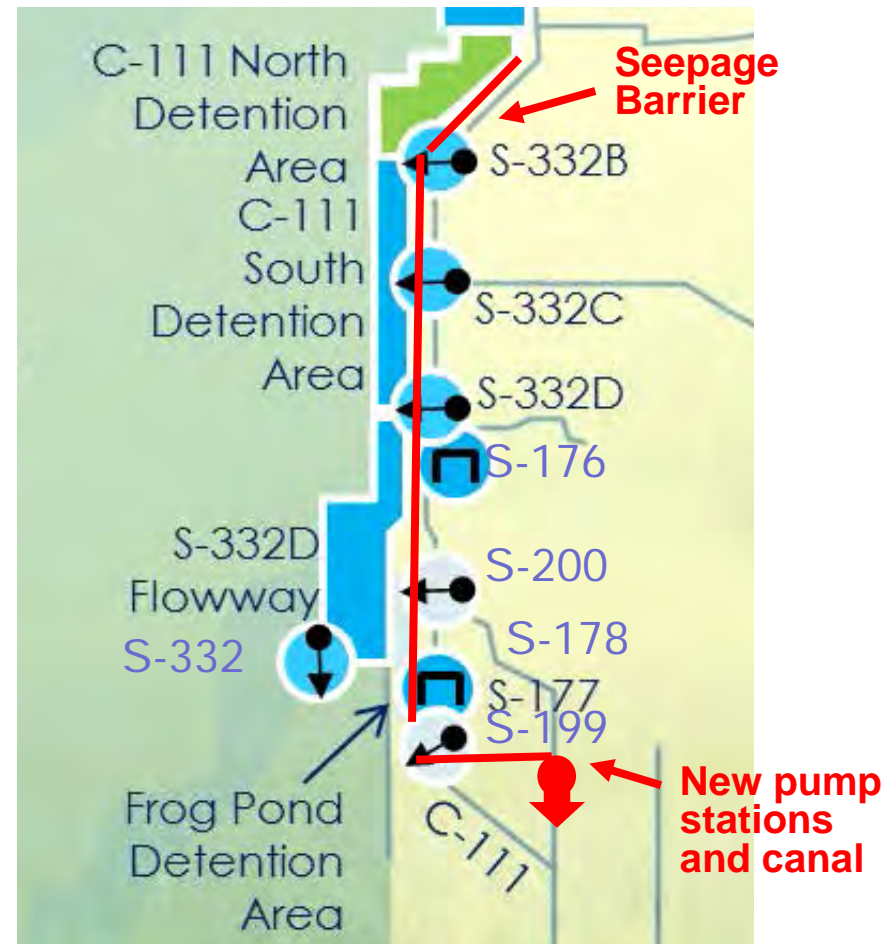 C-111 North
Detention
Area
Seepage
Barrier
S-332B
C-111
South
Detention
Area
S-332C
S-332D
S-176
S-332D
Flowway
S-200
S-332
S-178
S-177
S-199
Frog Pond
Detention
Area
C-111
New pump
stations
and canal